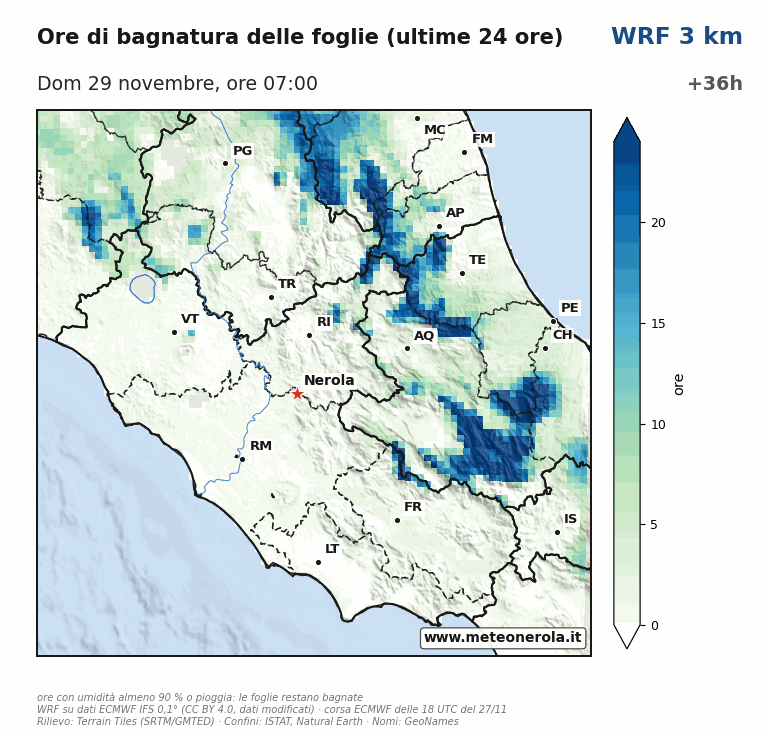 Ore di bagnatura delle foglie (ultime 24 ore)
WRF 3 km
Dom 29 novembre, ore 07:00
+36h
MC
FM
PG
AP
TE
TR
PE
VT
RI
AQ
CH
Nerola
RM
FR
IS
LT
www.meteonerola.it
20
15
10
5
0
ore
ore con umidità almeno 90 % o pioggia: le foglie restano bagnate
WRF su dati ECMWF IFS 0,1° (CC BY 4.0, dati modificati) · corsa ECMWF delle 18 UTC del 27/11
Rilievo: Terrain Tiles (SRTM/GMTED) · Confini: ISTAT, Natural Earth · Nomi: GeoNames